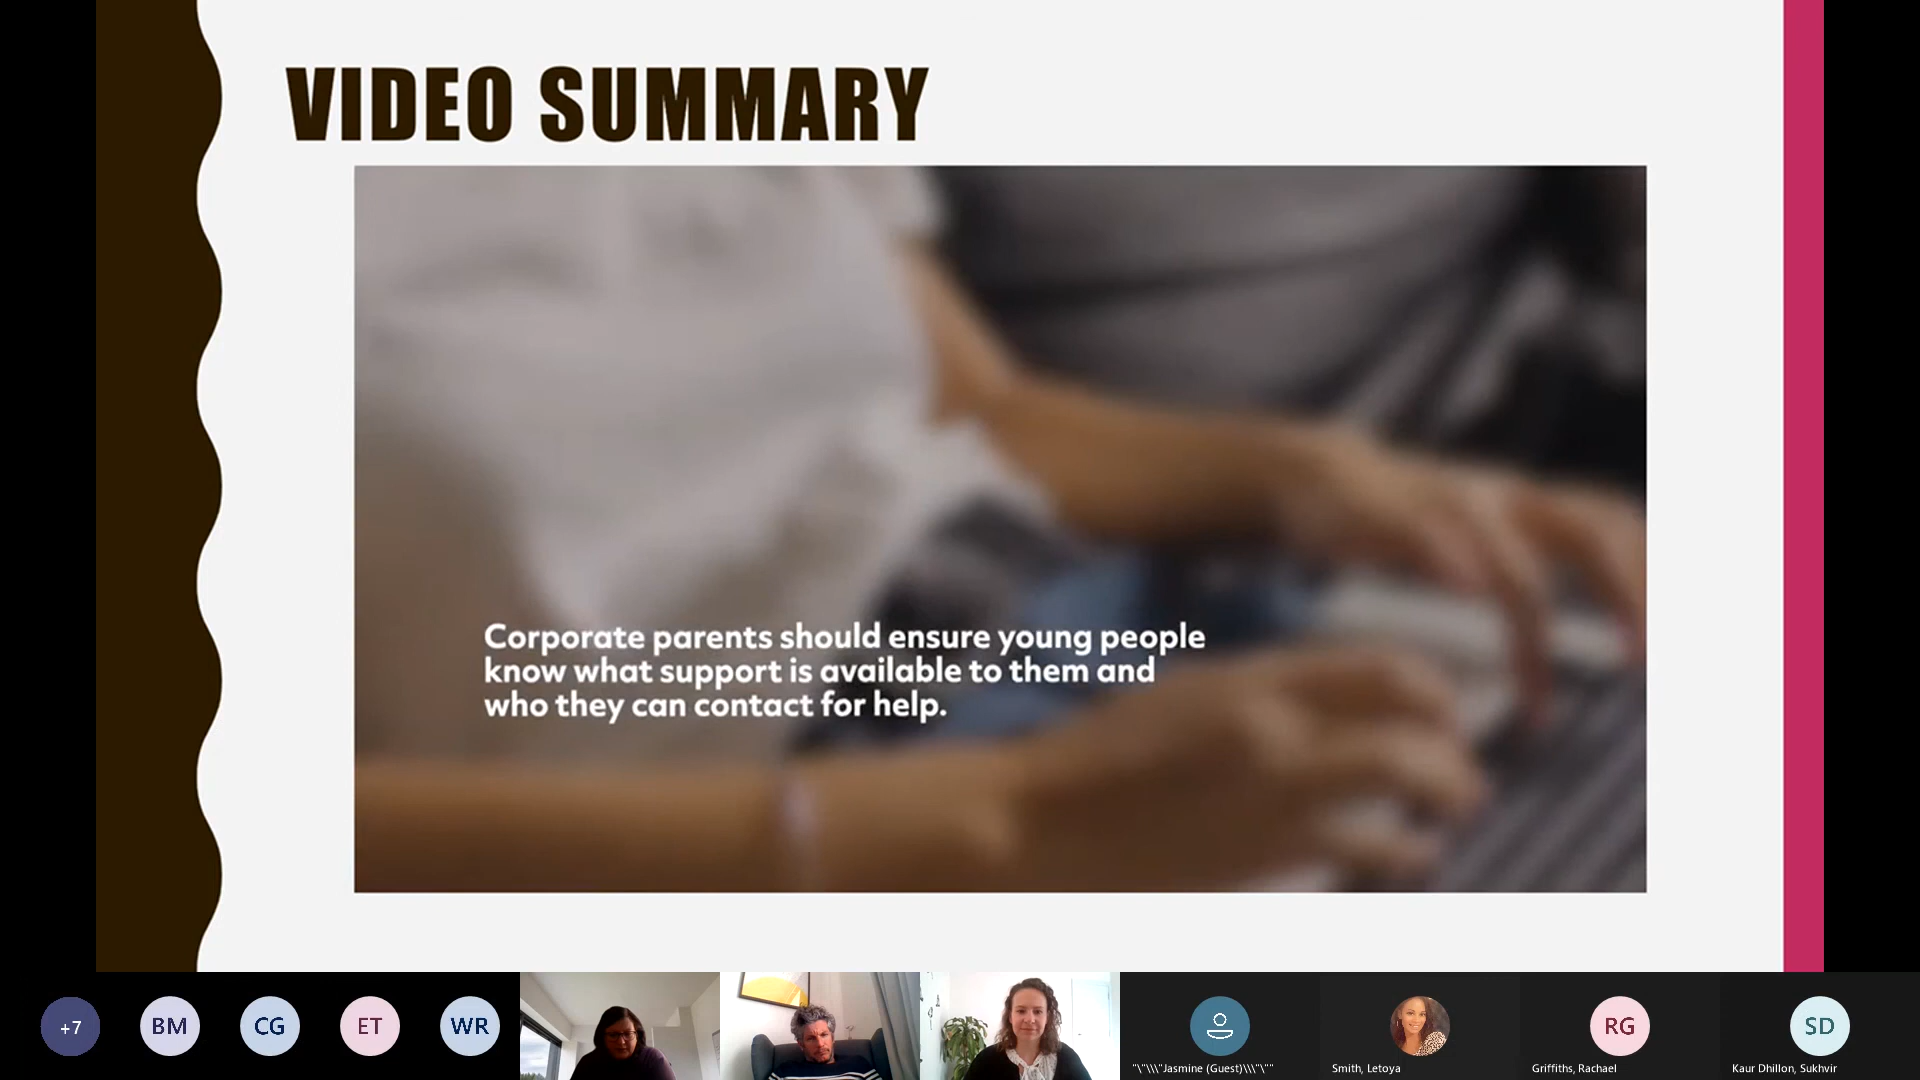 VIDEO SUMMARY
Corporate parents should ensure young people
know what support is available to them and
who they can contact for help.
+7
BM
CG
ET
WR
RG
SD
"\"\\\"Jasmine (Guest)\\\"\""
Smith, Letoya
Griffiths, Rachael
Kaur Dhillon, Sukhvir